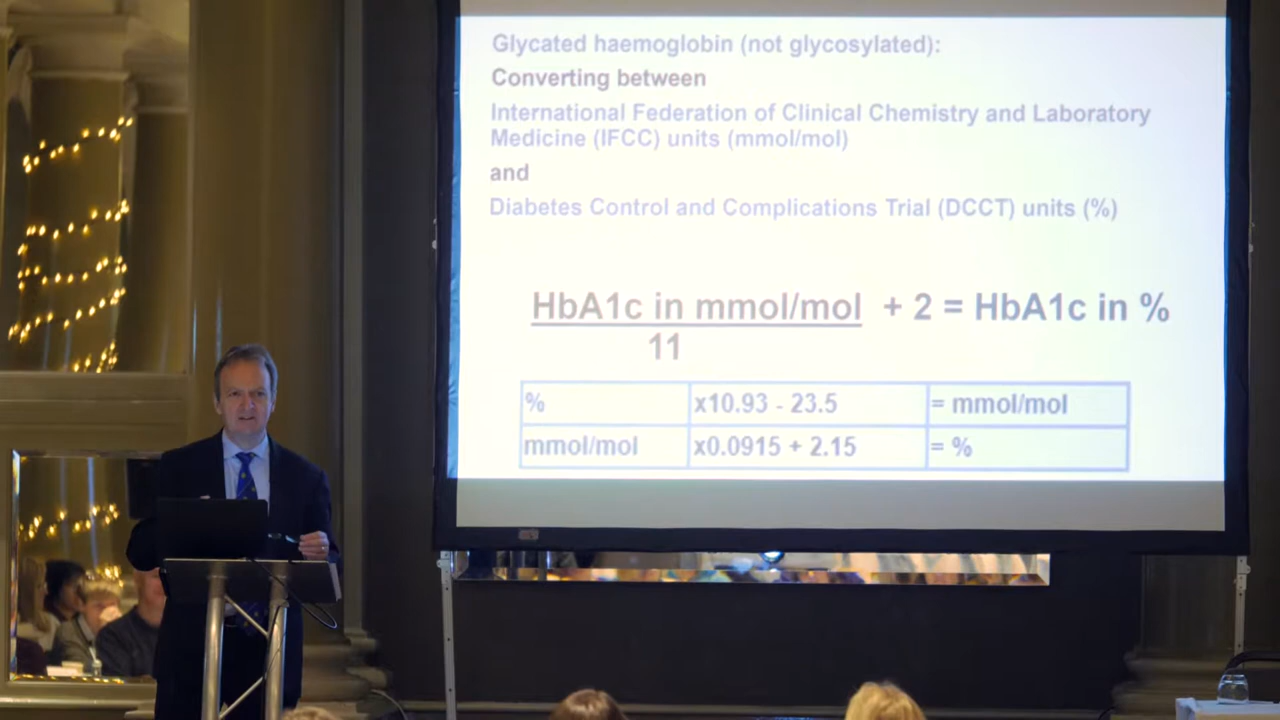 Glycated haemoglobin (not glycosylated):
Converting between
International Federation of Clinical Chemistry and Laboratory
Medicine (IFCC) units (mmol/mol)
and
Diabetes Control and Complications Trial (DCCT) units (%)
HbA1c in mmol/mol + 2 = HbA1c in %
11
% x10.93 - 23.5 = mmol/mol
mmol/mol x0.0915 + 2.15 = %